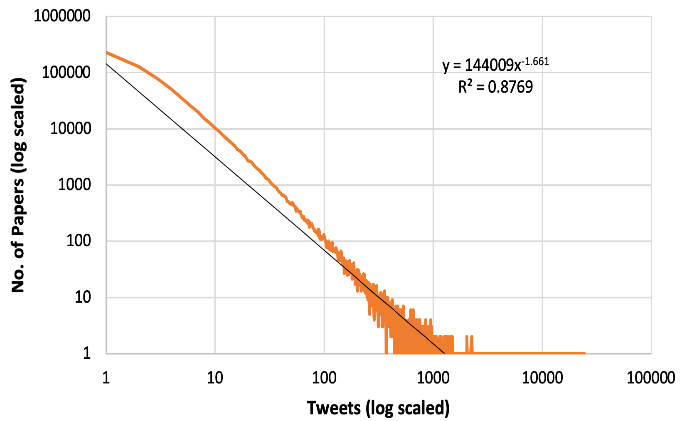 1000000
100000
10000
1000
100
10
1
No. of Papers (log scaled)
y = 144009x^-1.661
R² = 0.8769
1 10 100 1000 10000 100000
Tweets (log scaled)